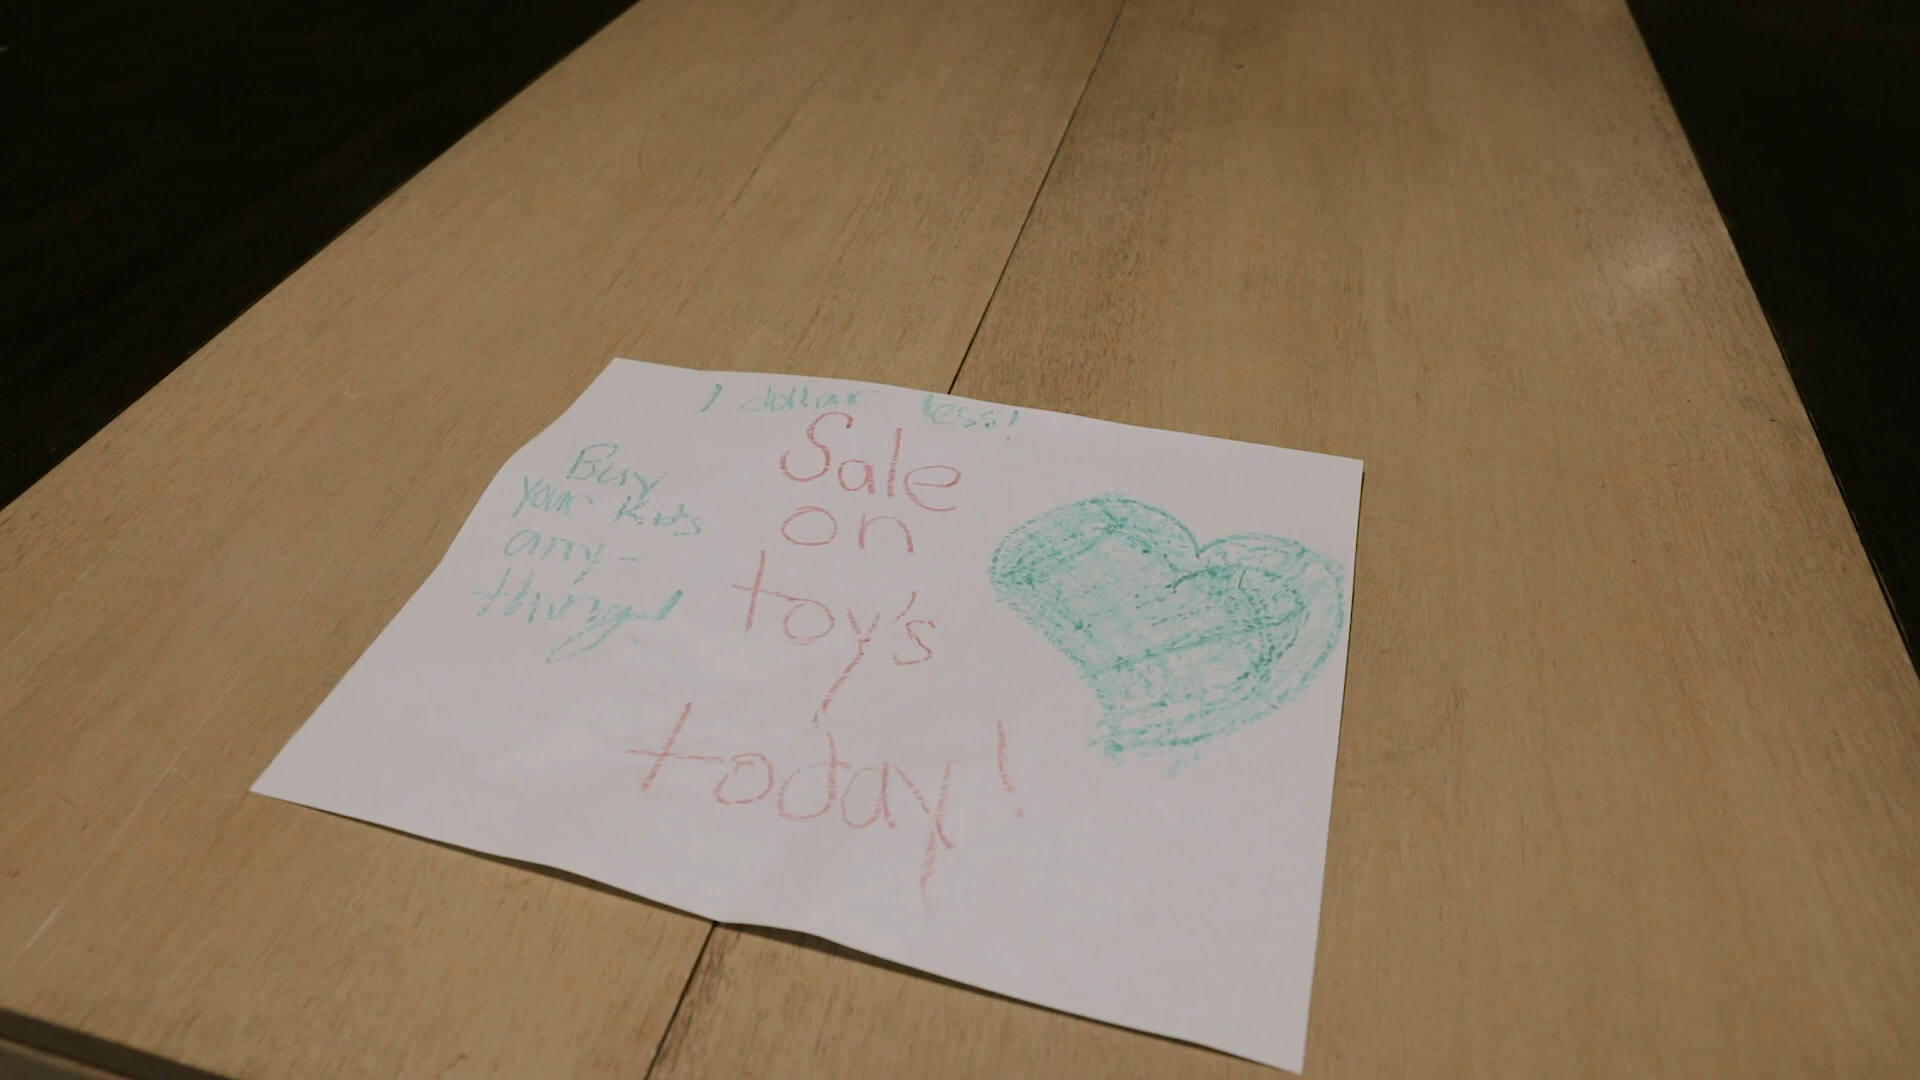 1 dollar less!
Sale
on
toy's
today!
Buy
your kids
any-
thing!